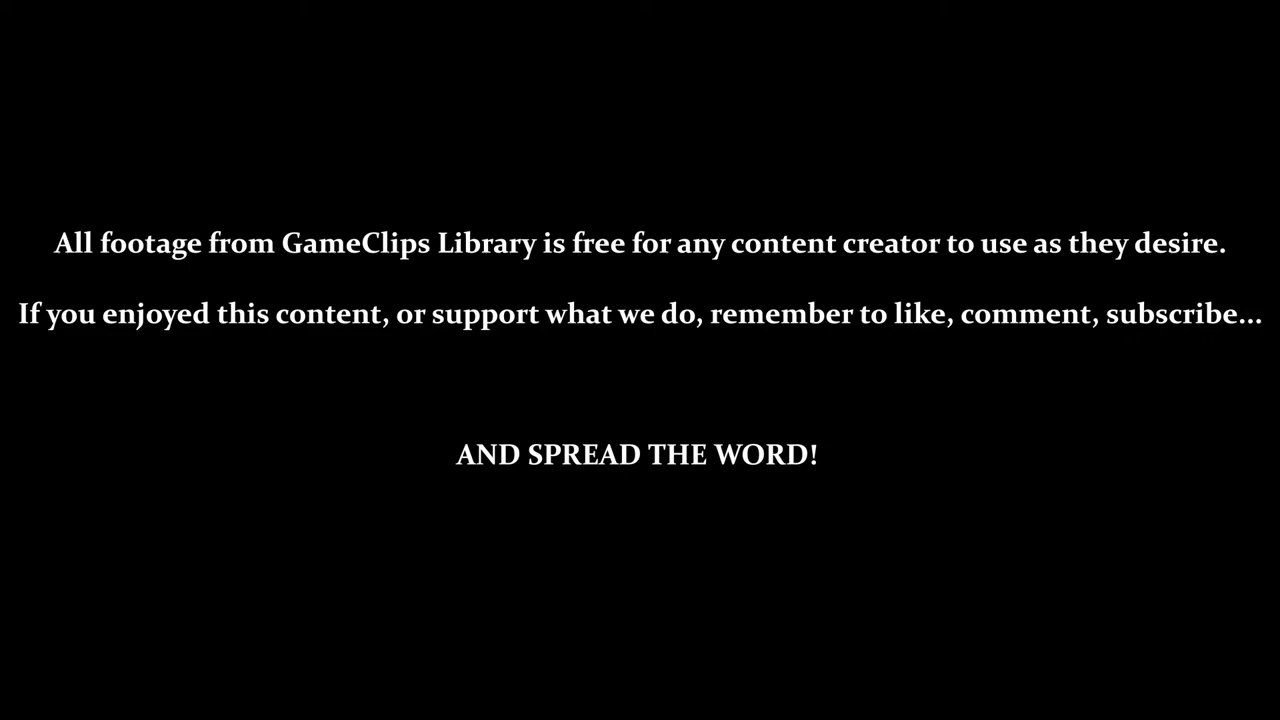 All footage from GameClips Library is free for any content creator to use as they desire.
If you enjoyed this content, or support what we do, remember to like, comment, subscribe...
AND SPREAD THE WORD!